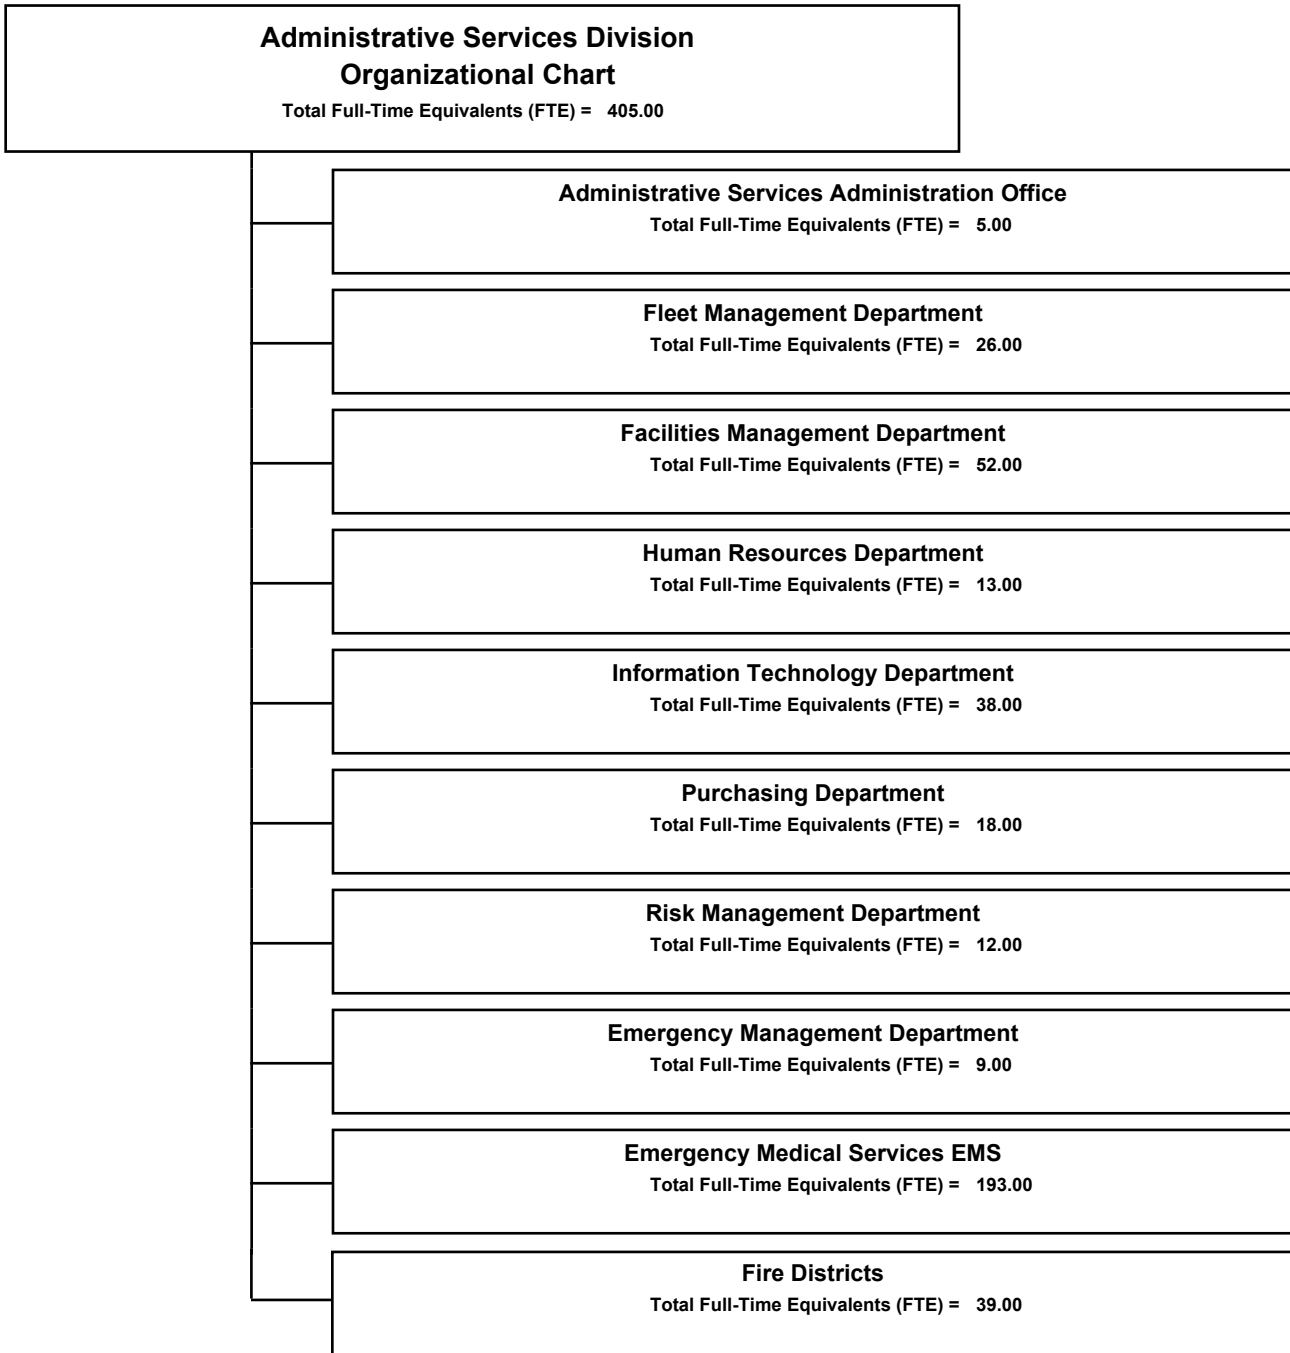 Administrative Services Division
Organizational Chart
Total Full-Time Equivalents (FTE) = 405.00
Administrative Services Administration Office
Total Full-Time Equivalents (FTE) = 5.00
Fleet Management Department
Total Full-Time Equivalents (FTE) = 26.00
Facilities Management Department
Total Full-Time Equivalents (FTE) = 52.00
Human Resources Department
Total Full-Time Equivalents (FTE) = 13.00
Information Technology Department
Total Full-Time Equivalents (FTE) = 38.00
Purchasing Department
Total Full-Time Equivalents (FTE) = 18.00
Risk Management Department
Total Full-Time Equivalents (FTE) = 12.00
Emergency Management Department
Total Full-Time Equivalents (FTE) = 9.00
Emergency Medical Services EMS
Total Full-Time Equivalents (FTE) = 193.00
Fire Districts
Total Full-Time Equivalents (FTE) = 39.00